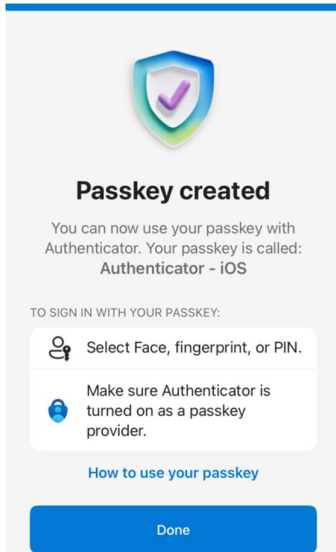 Passkey created
You can now use your passkey with
Authenticator. Your passkey is called:
Authenticator - iOS
TO SIGN IN WITH YOUR PASSKEY:
Select Face, fingerprint, or PIN.
Make sure Authenticator is
turned on as a passkey
provider.
How to use your passkey
Done